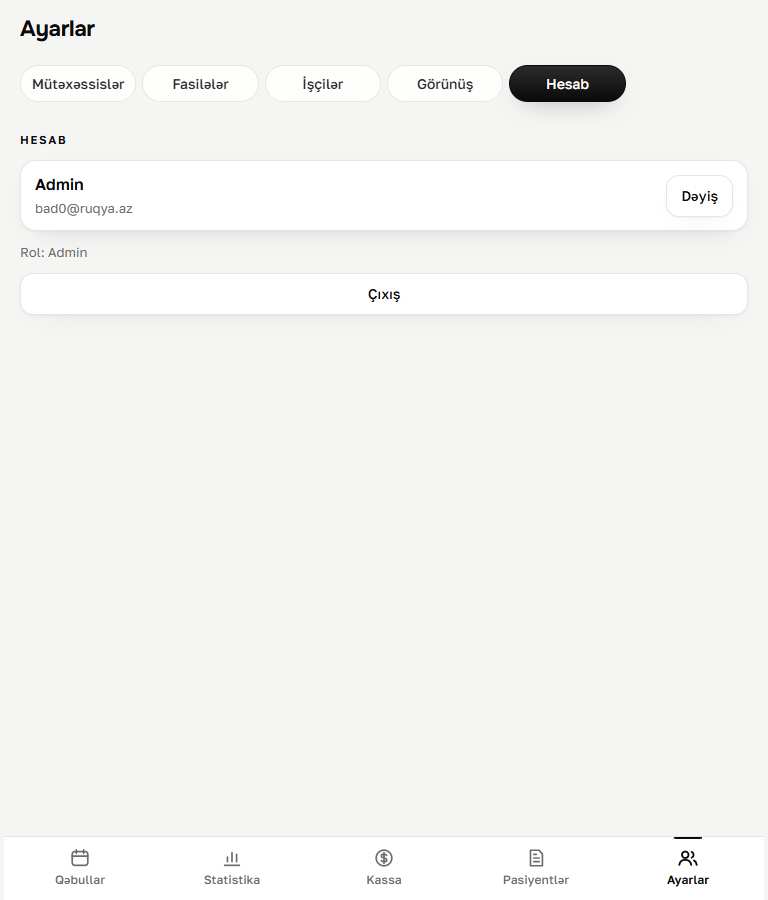 Ayarlar
Mütəxəssislər
Fasilələr
İşçilər
Görünüş
Hesab
HESAB
Admin
bad0@ruqya.az
Dəyiş
Rol: Admin
Çıxış
Qəbullar
Statistika
Kassa
Pasiyentlər
Ayarlar